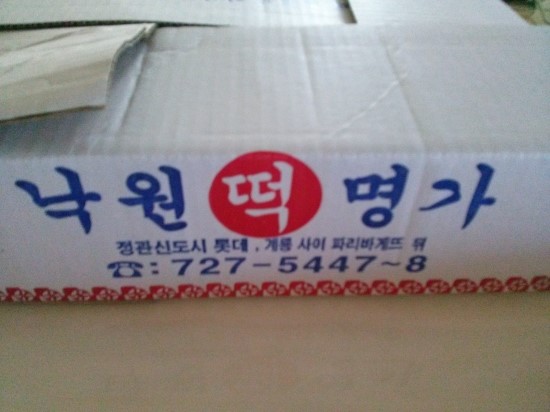 낙원 떡 명가
정관신도시 롯데, 계룡 사이 파리바게뜨 뒤
☎: 727-5447~8